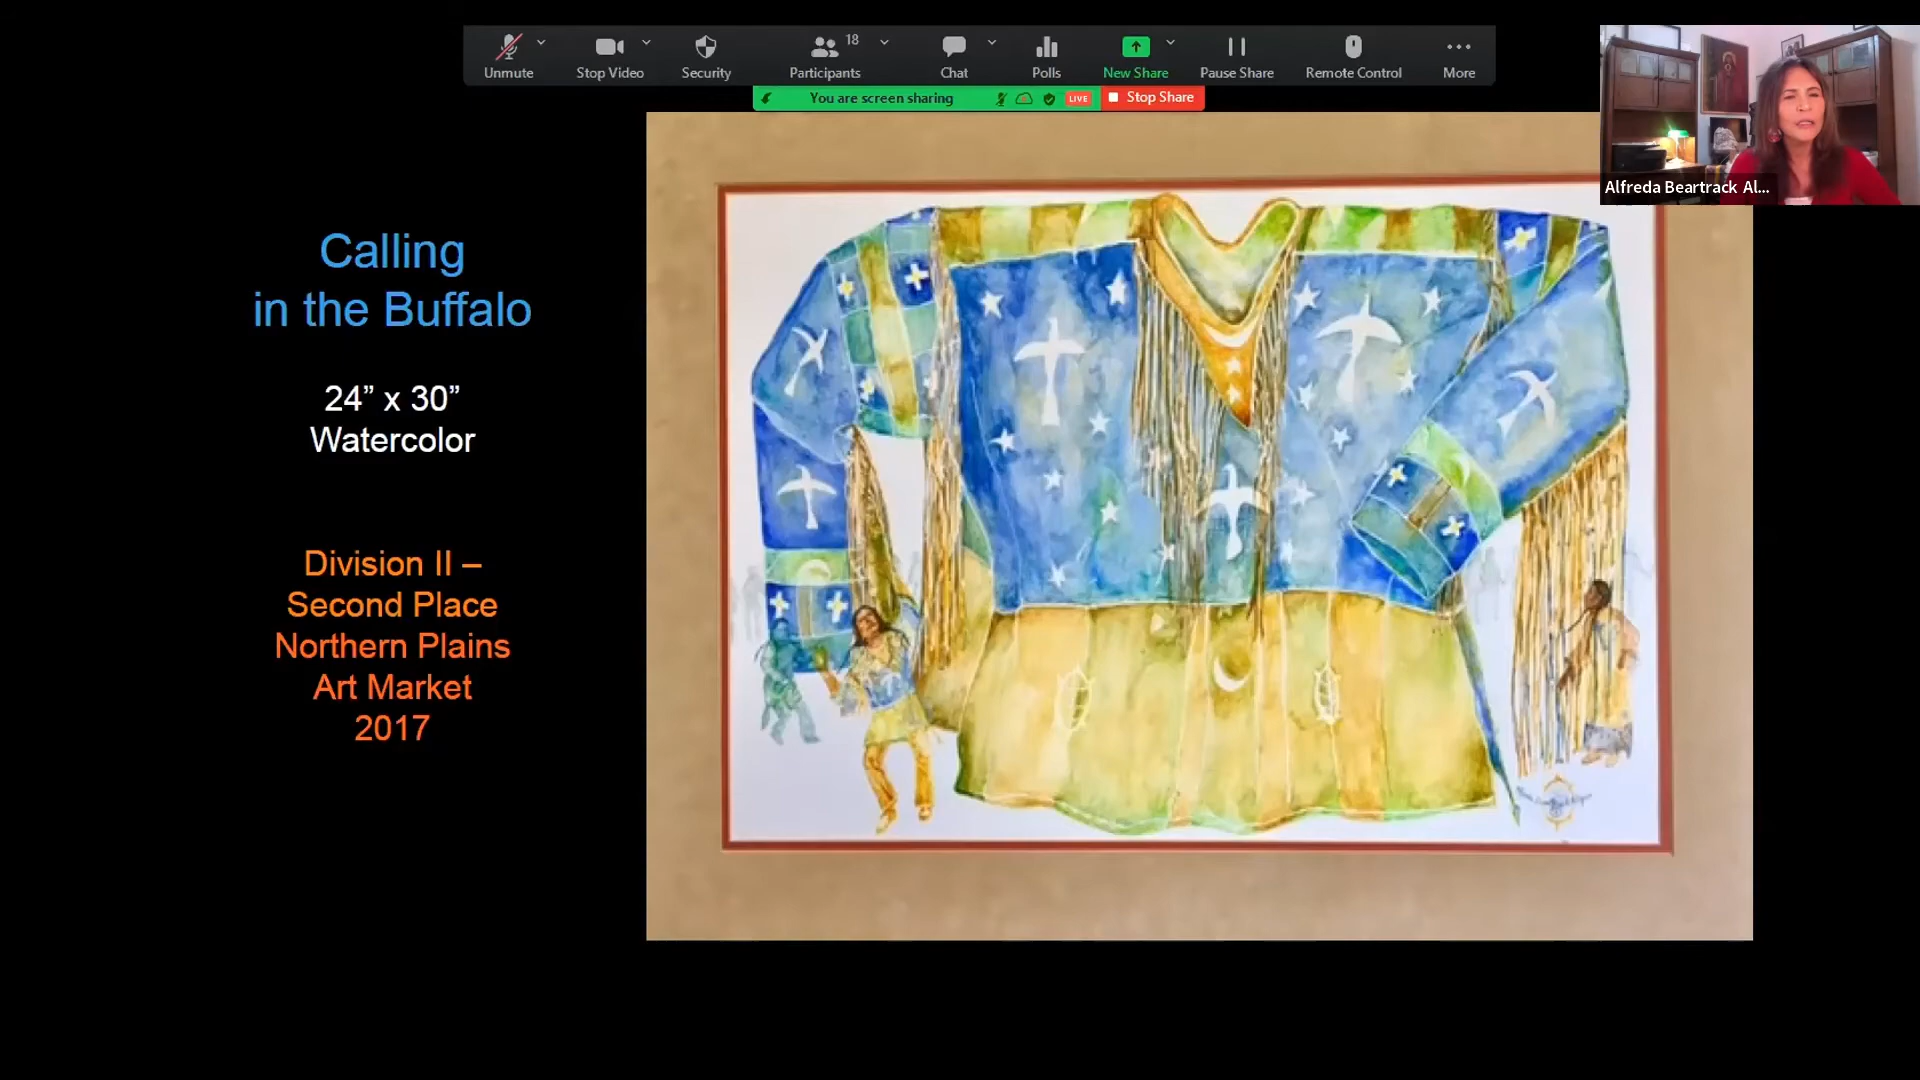 Unmute
Stop Video
Security
18
Participants
Chat
Polls
New Share
Pause Share
Remote Control
More
You are screen sharing
LIVE
Stop Share
Alfreda Beartrack Al...
Calling
in the Buffalo
24” x 30”
Watercolor
Division II –
Second Place
Northern Plains
Art Market
2017